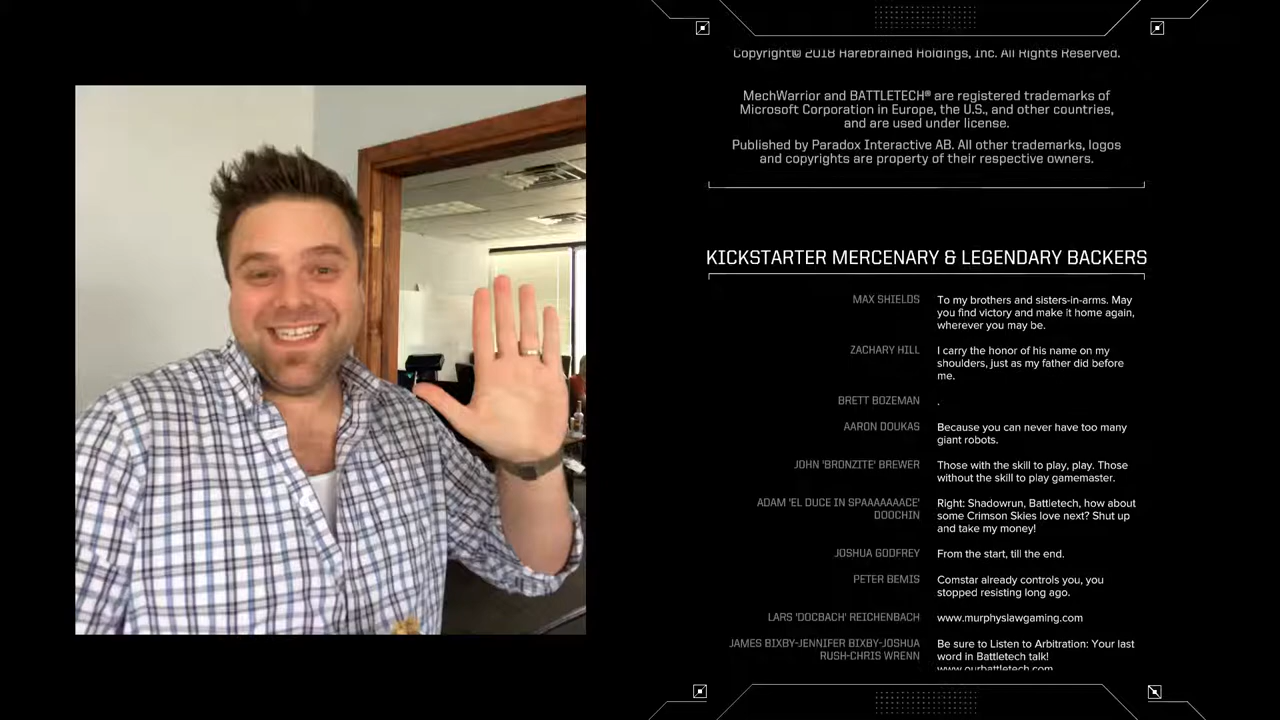 Copyright© 2018 Harebrained Holdings, Inc. All Rights Reserved.
MechWarrior and BATTLETECH® are registered trademarks of
Microsoft Corporation in Europe, the U.S., and other countries,
and are used under license.
Published by Paradox Interactive AB. All other trademarks, logos
and copyrights are property of their respective owners.
KICKSTARTER MERCENARY & LEGENDARY BACKERS
MAX SHIELDS
To my brothers and sisters-in-arms. May
you find victory and make it home again,
wherever you may be.
ZACHARY HILL
I carry the honor of his name on my
shoulders, just as my father did before
me.
BRETT BOZEMAN
.
AARON DOUKAS
Because you can never have too many
giant robots.
JOHN 'BRONZITE' BREWER
Those with the skill to play, play. Those
without the skill to play gamemaster.
ADAM 'EL DUCE IN SPAAAAAAACE'
DOOCHIN
Right: Shadowrun, Battletech, how about
some Crimson Skies love next? Shut up
and take my money!
JOSHUA GODFREY
From the start, till the end.
PETER BEMIS
Comstar already controls you, you
stopped resisting long ago.
LARS 'DOCBACH' REICHENBACH
www.murphyslawgaming.com
JAMES BIXBY-JENNIFER BIXBY-JOSHUA
RUSH-CHRIS WRENN
Be sure to Listen to Arbitration: Your last
word in Battletech talk!
www.ourbattletech.com